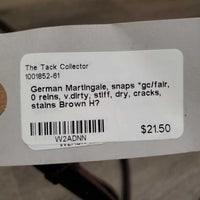 The Tack Collector
1001852-61
German Martingale, snaps *gc/fair,
0 reins, v.dirty, stiff, dry, cracks,
stains Brown H?
W2ADNN
$21.50